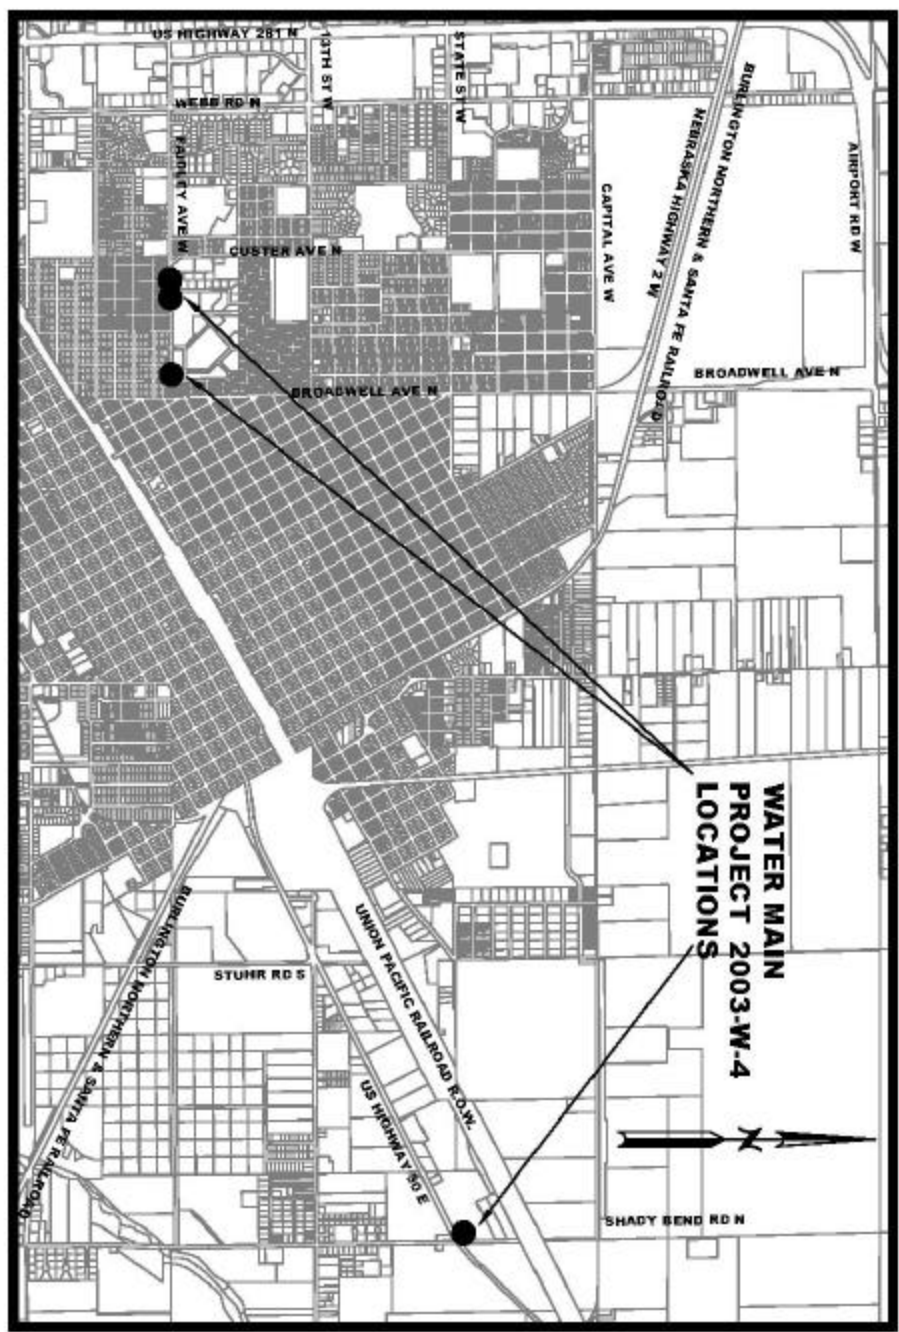 US HIGHWAY 281 N
13TH ST W
STATE ST W
WEBB RD N
BURLINGTON NORTHERN & SANTA FE RAILROAD
NEBRASKA HIGHWAY 2 W
AIRPORT RD W
FAIDLEY AVE W
CAPITAL AVE W
CUSTER AVE N
BROADWELL AVE N
BROADWELL AVE N
WATER MAIN
PROJECT 2003-W-4
LOCATIONS
BURLINGTON NORTHERN & SANTA FE RAILROAD
UNION PACIFIC RAILROAD R.O.W.
STUHR RD S
US HIGHWAY 30 E
N
SHADY BEND RD N